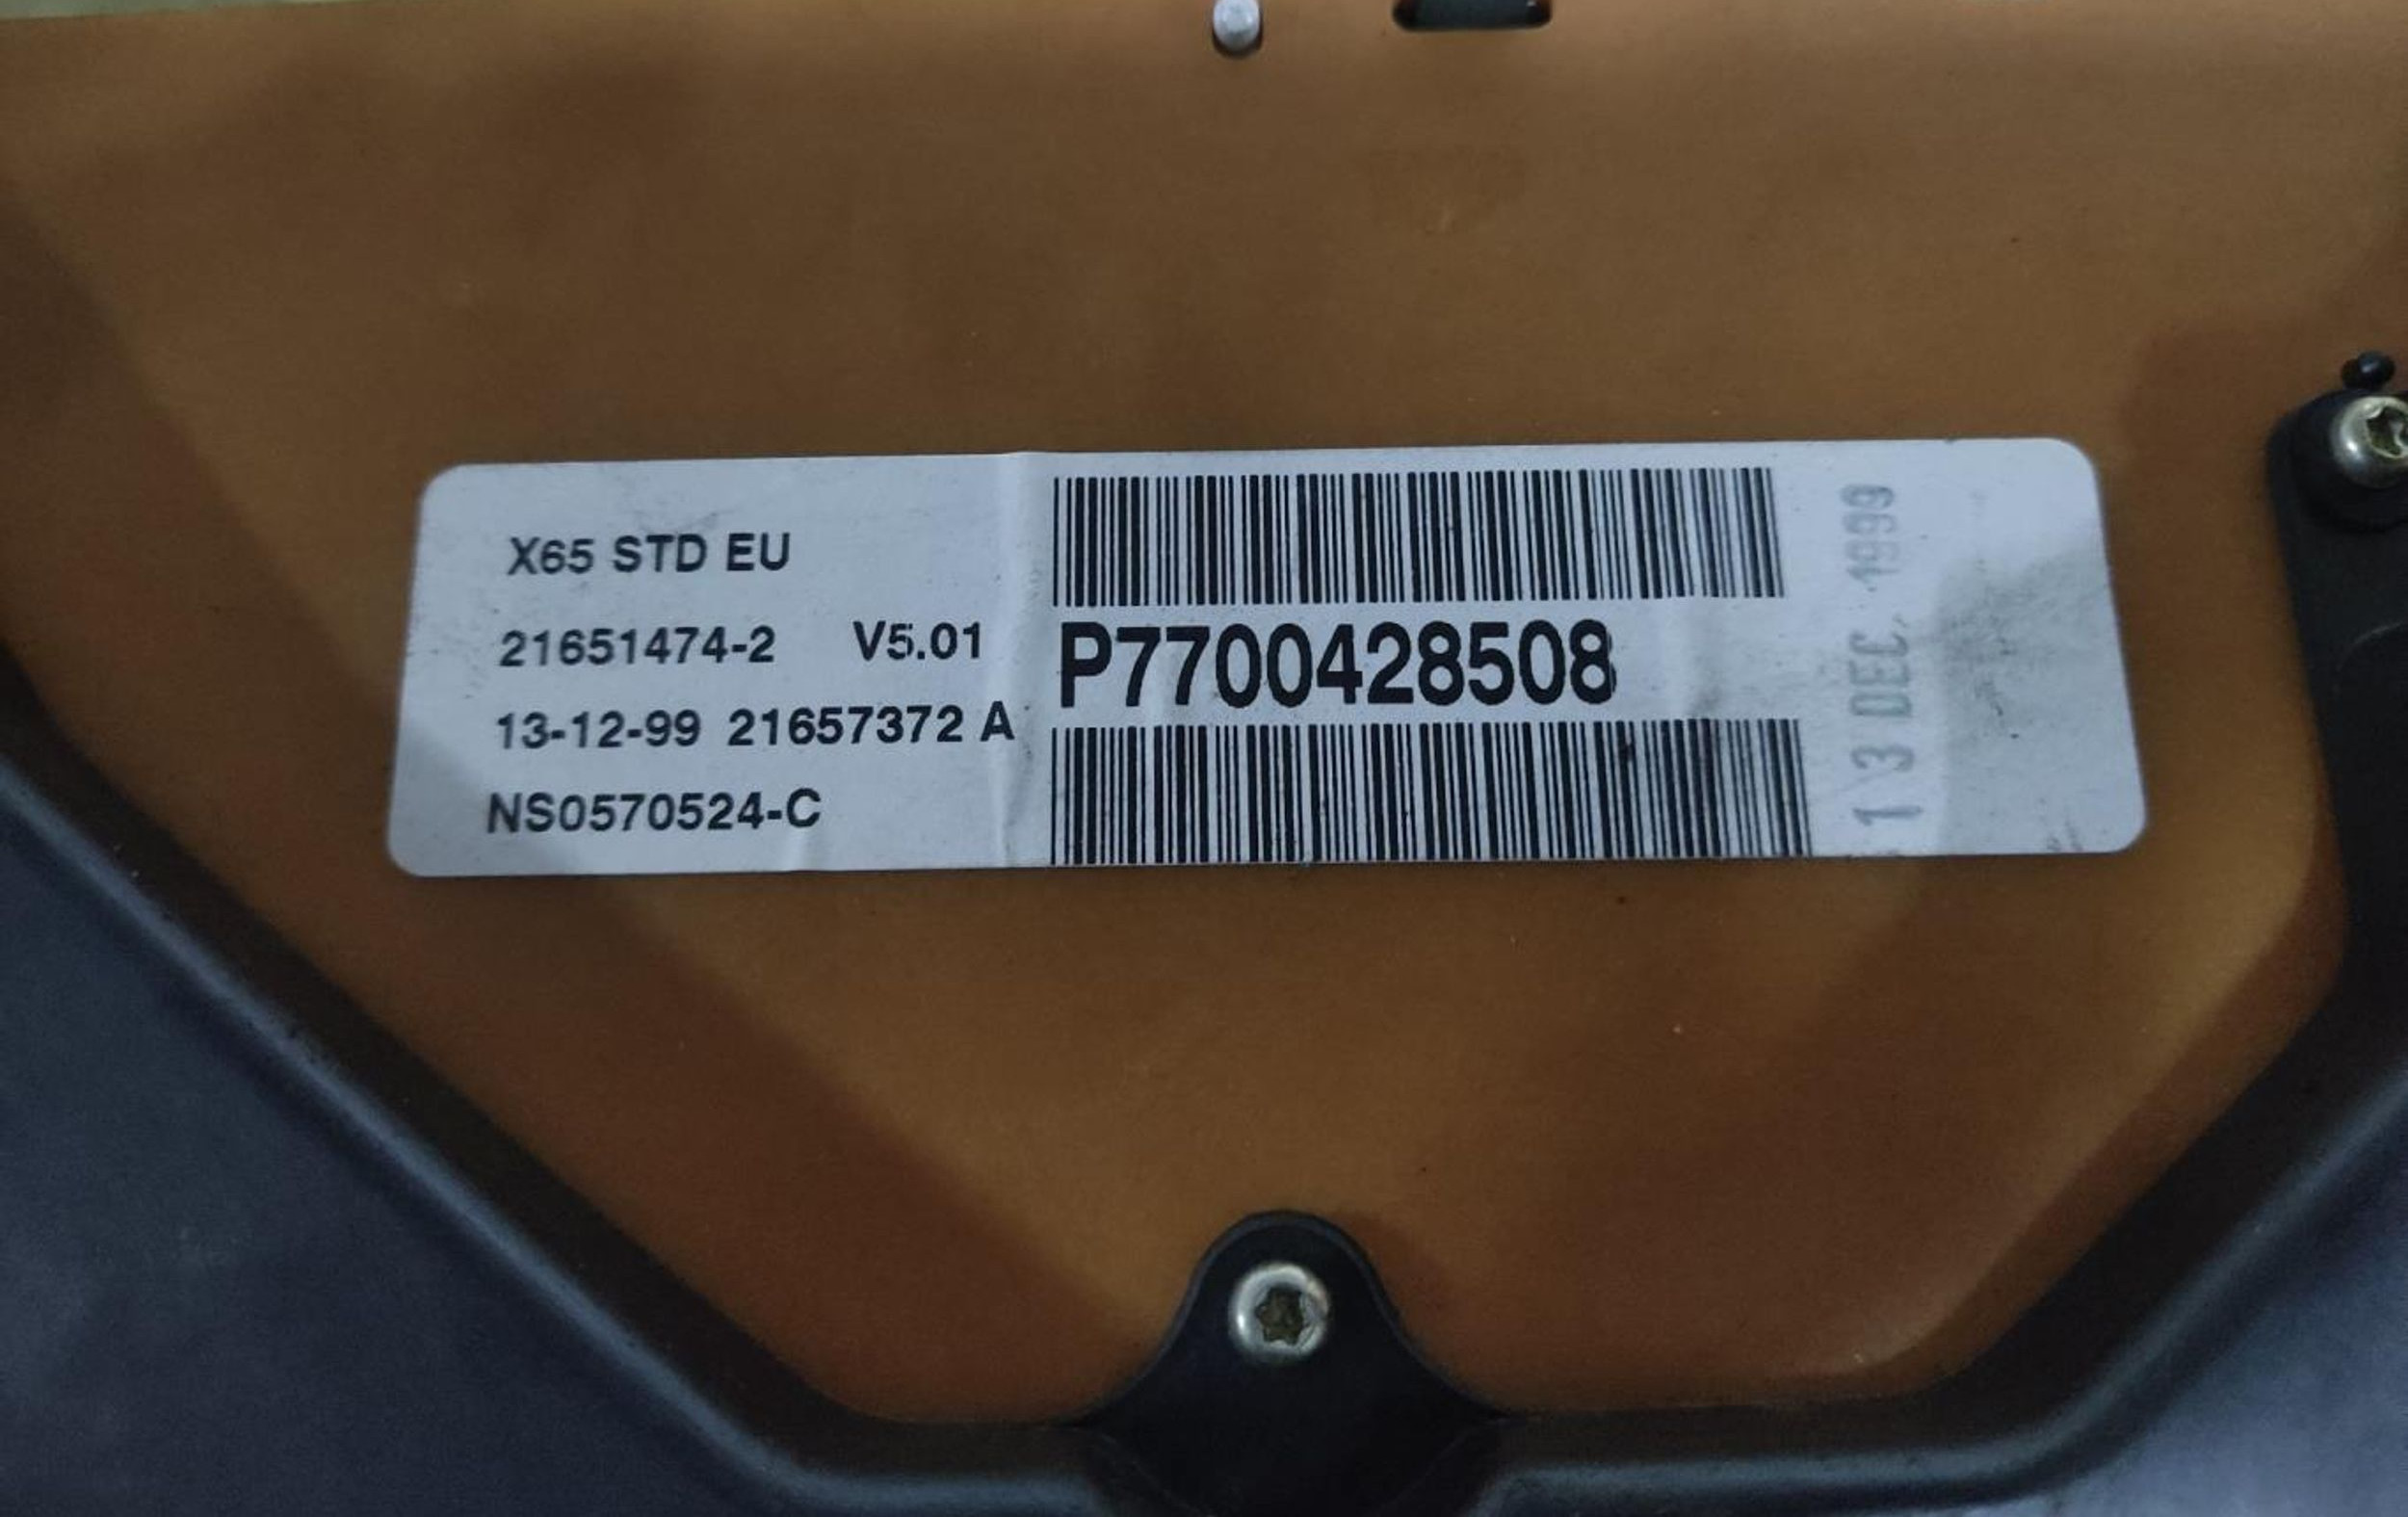 X65 STD EU
21651474-2 V5.01
13-12-99 21657372 A
NS0570524-C
P7700428508
13 DEC. 1999